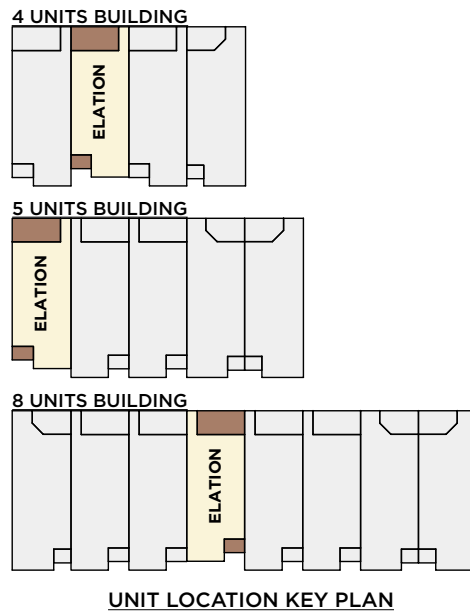 4 UNITS BUILDING
ELATION
5 UNITS BUILDING
ELATION
8 UNITS BUILDING
ELATION
UNIT LOCATION KEY PLAN